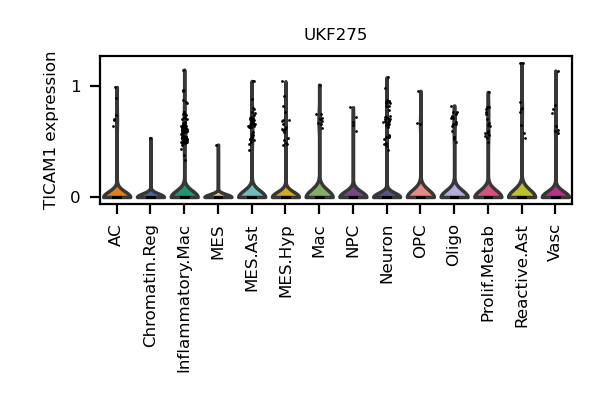 UKF275
TICAM1 expression
1
0
AC
Chromatin.Reg
Inflammatory.Mac
MES
MES.Ast
MES.Hyp
Mac
NPC
Neuron
OPC
Oligo
Prolif.Metab
Reactive.Ast
Vasc